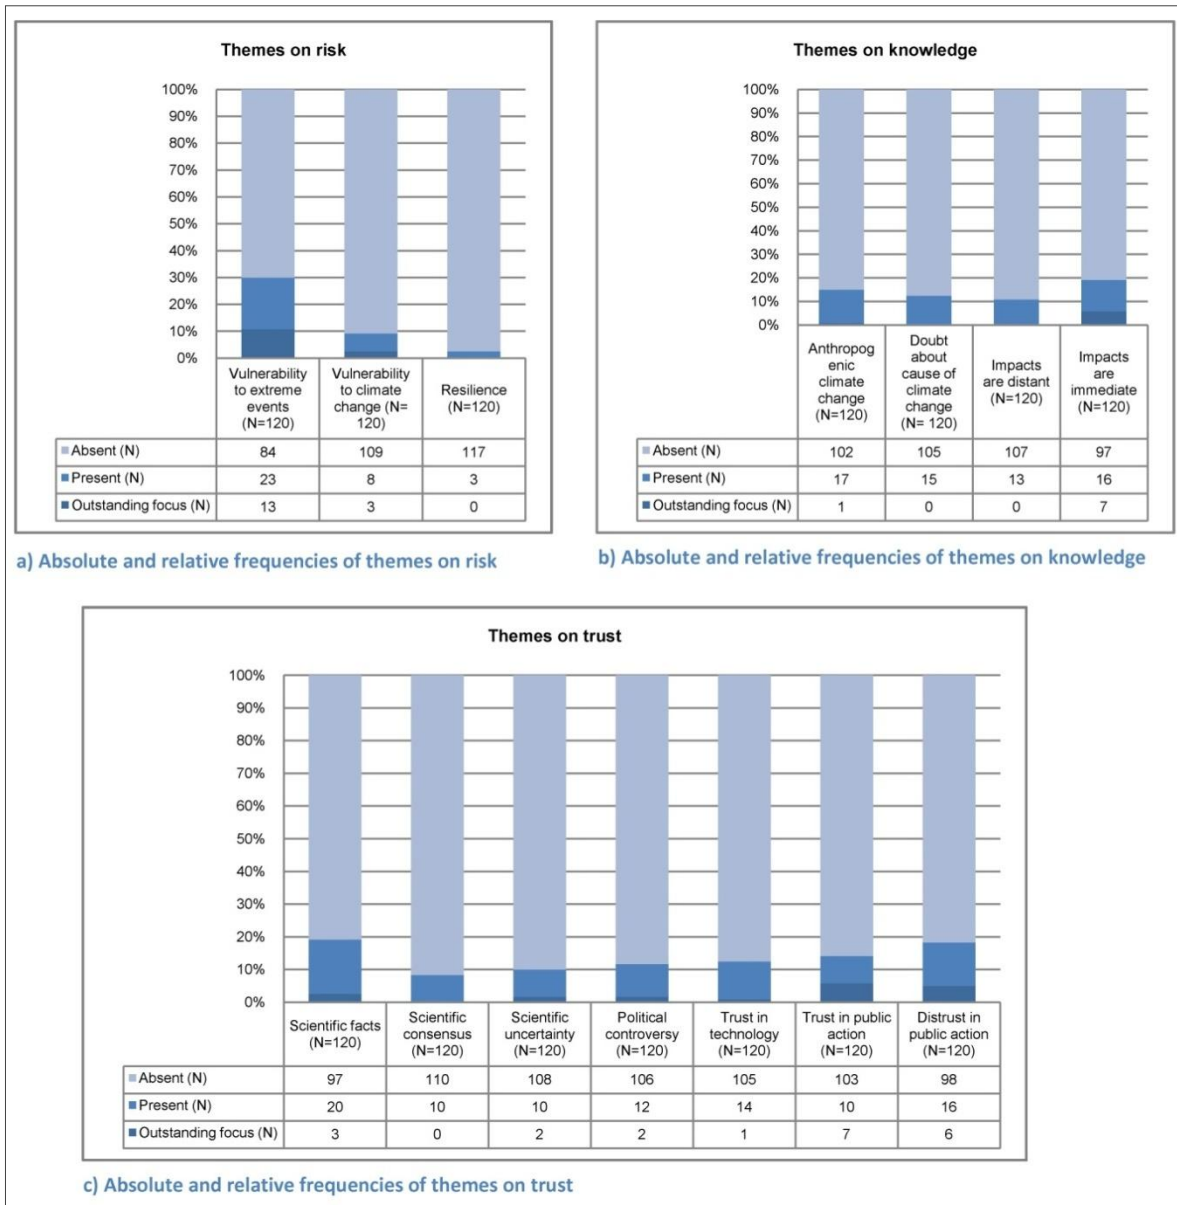 Themes on risk
100%
90%
80%
70%
60%
50%
40%
30%
20%
10%
0%
Vulnerability to extreme events (N=120)
Vulnerability to climate change (N= 120)
Resilience (N=120)
Absent (N) 84 109 117
Present (N) 23 8 3
Outstanding focus (N) 13 3 0
a) Absolute and relative frequencies of themes on risk
Themes on knowledge
100%
90%
80%
70%
60%
50%
40%
30%
20%
10%
0%
Anthropog enic climate change (N=120)
Doubt about cause of climate change (N= 120)
Impacts are distant (N=120)
Impacts are immediate (N=120)
Absent (N) 102 105 107 97
Present (N) 17 15 13 16
Outstanding focus (N) 1 0 0 7
b) Absolute and relative frequencies of themes on knowledge
Themes on trust
100%
90%
80%
70%
60%
50%
40%
30%
20%
10%
0%
Scientific facts (N=120)
Scientific consensus (N=120)
Scientific uncertainty (N=120)
Political controversy (N=120)
Trust in technology (N=120)
Trust in public action (N=120)
Distrust in public action (N=120)
Absent (N) 97 110 108 106 105 103 98
Present (N) 20 10 10 12 14 10 16
Outstanding focus (N) 3 0 2 2 1 7 6
c) Absolute and relative frequencies of themes on trust